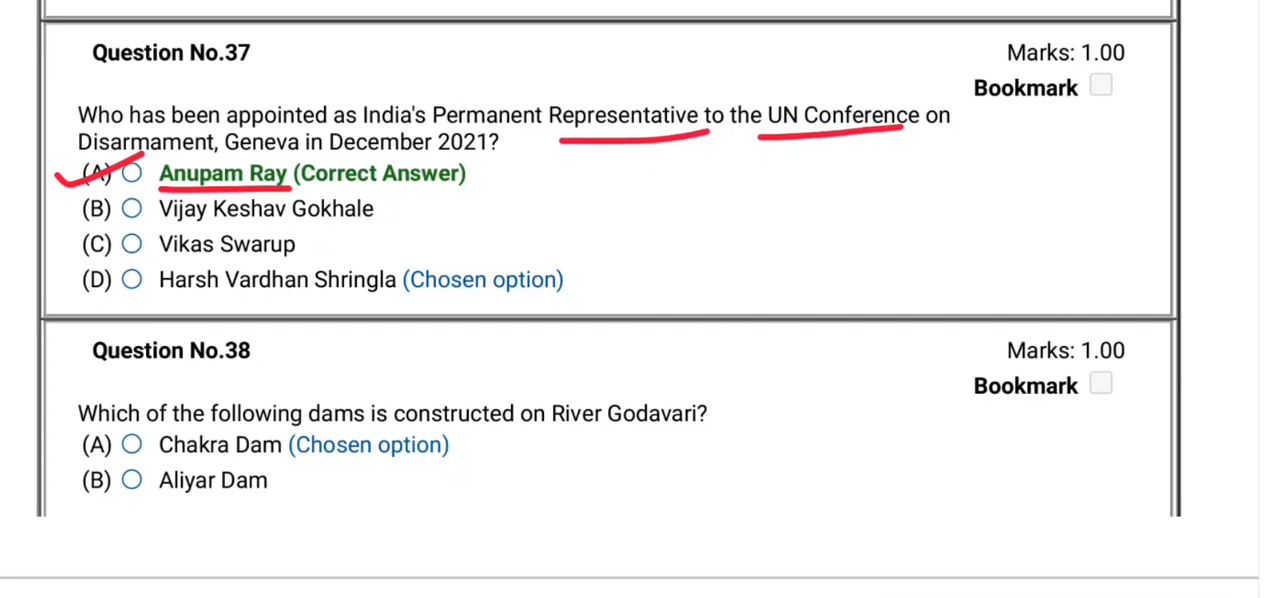 Question No.37 Marks: 1.00
Bookmark
Who has been appointed as India's Permanent Representative to the UN Conference on
Disarmament, Geneva in December 2021?
(A) Anupam Ray (Correct Answer)
(B) Vijay Keshav Gokhale
(C) Vikas Swarup
(D) Harsh Vardhan Shringla (Chosen option)
Question No.38 Marks: 1.00
Bookmark
Which of the following dams is constructed on River Godavari?
(A) Chakra Dam (Chosen option)
(B) Aliyar Dam